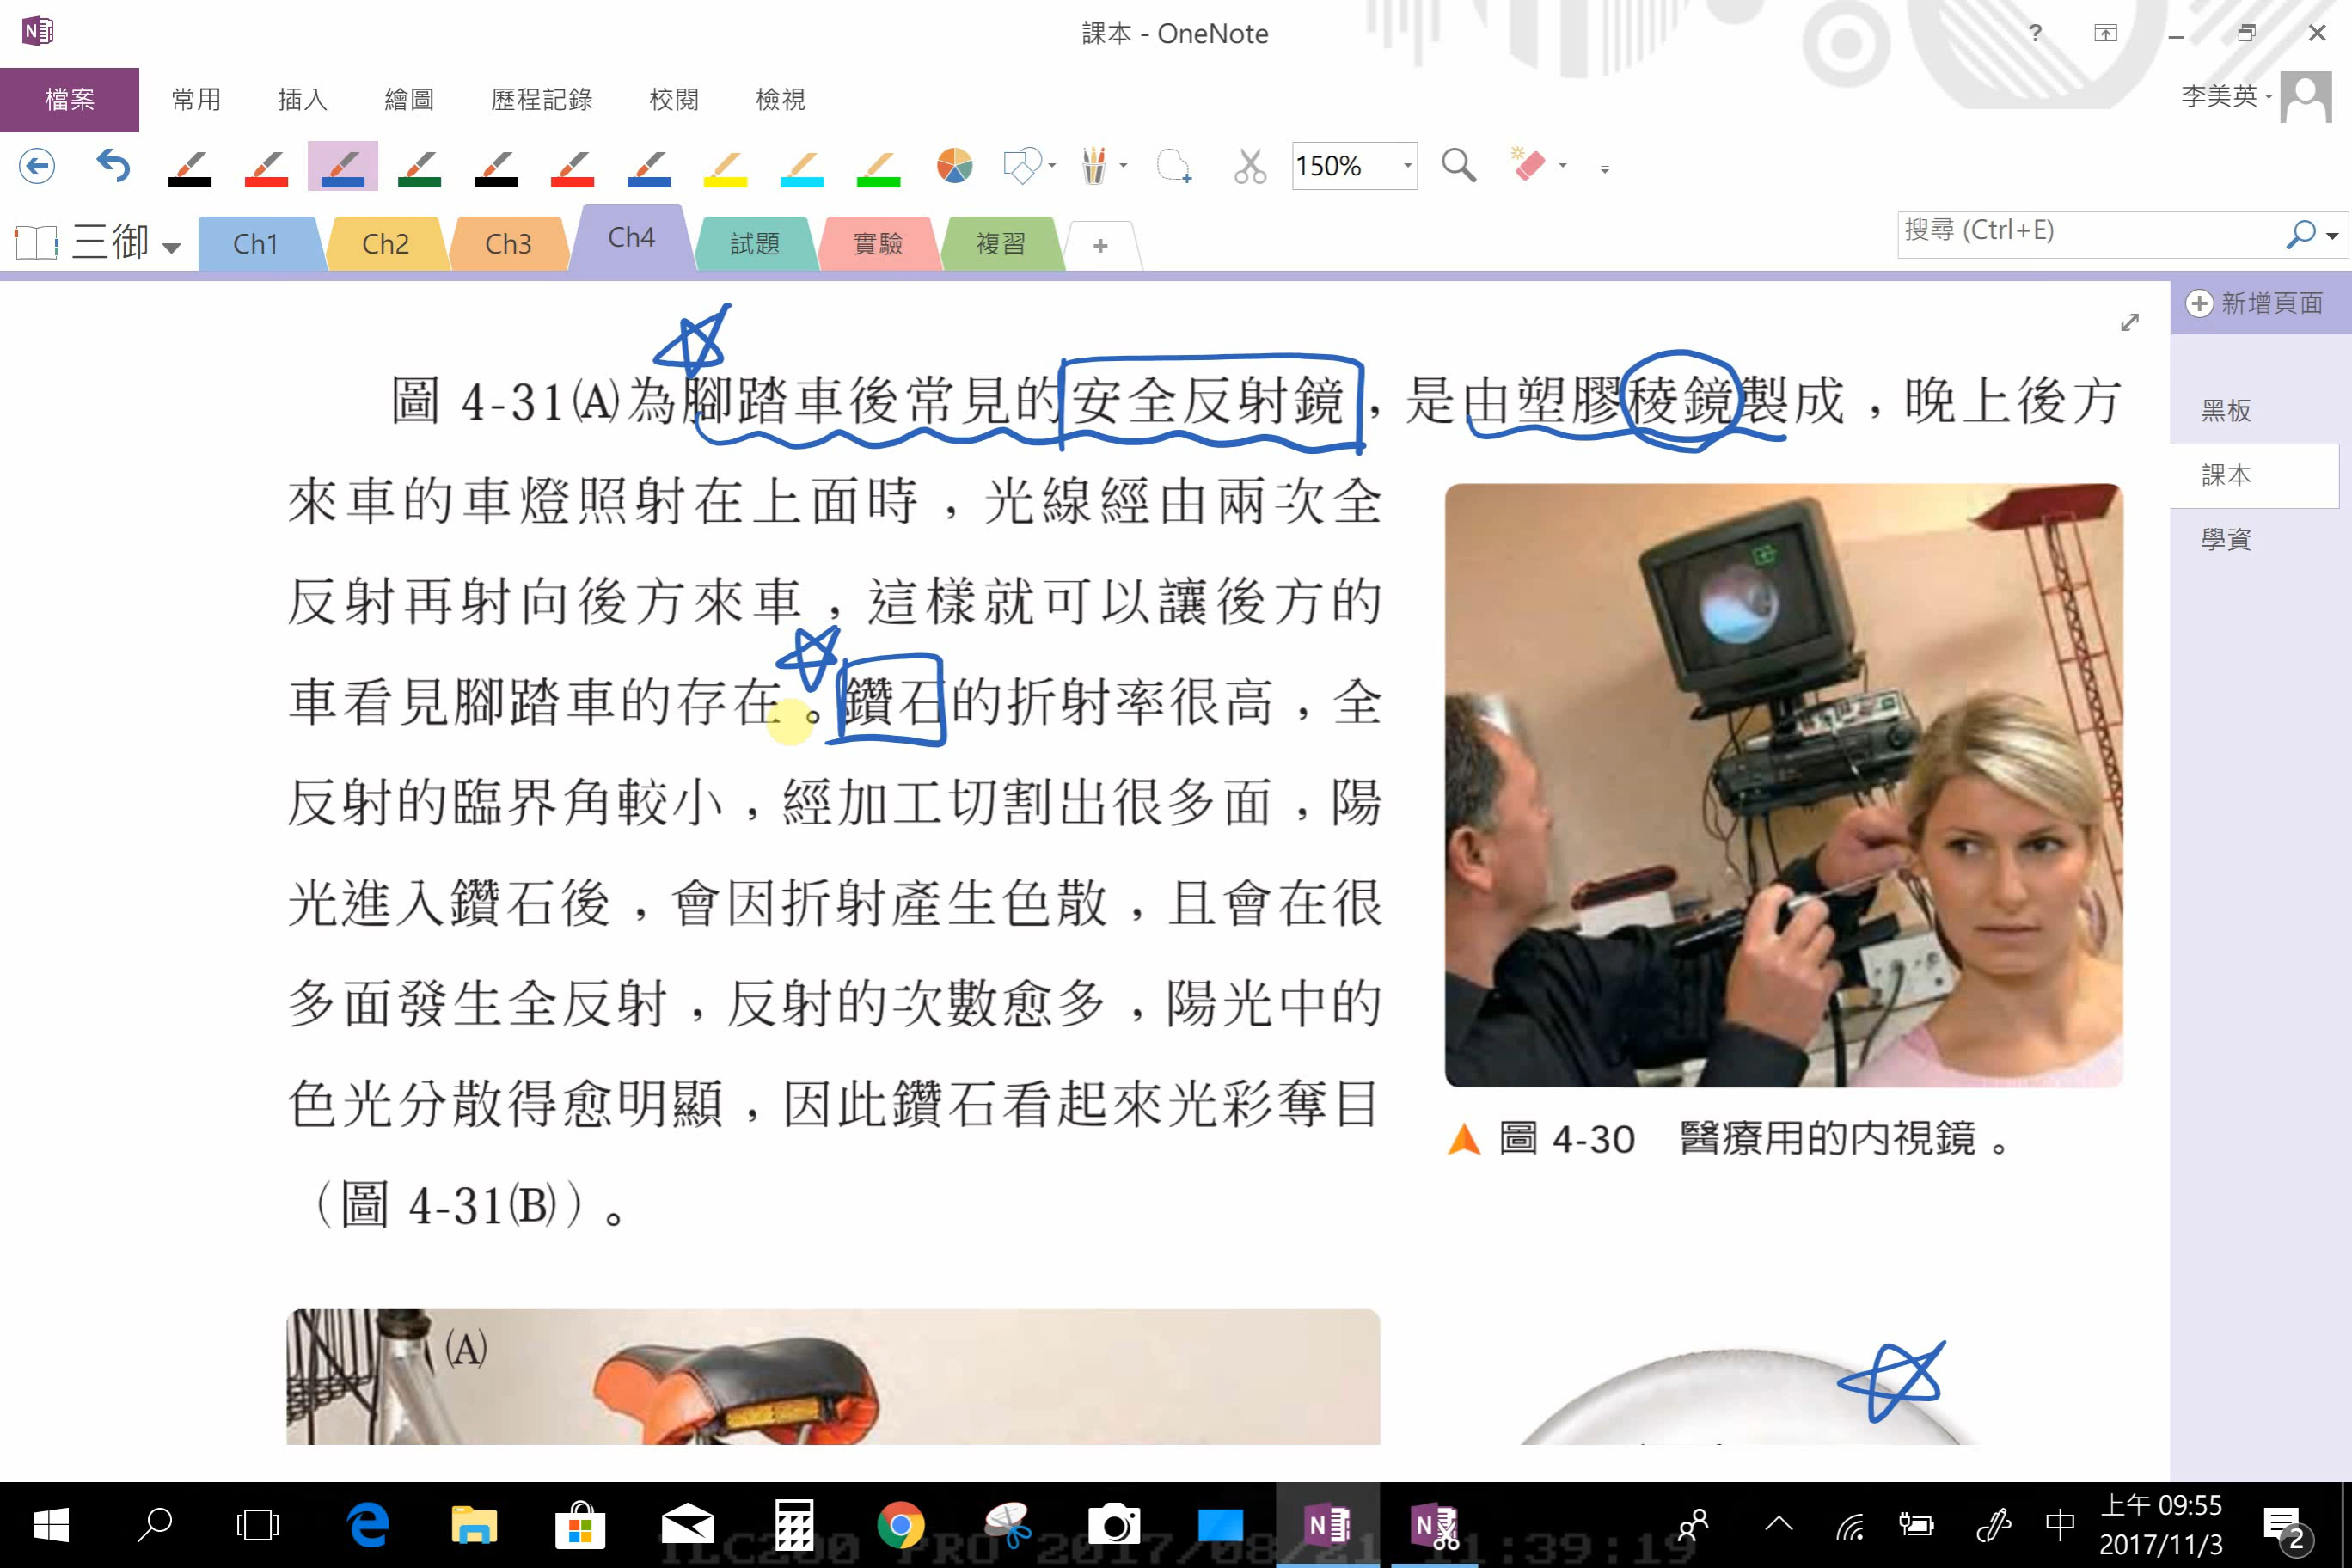 課本 - OneNote
?
檔案 常用 插入 繪圖 歷程記錄 校閱 檢視 李美英
150%
三御 Ch1 Ch2 Ch3 Ch4 試題 實驗 複習 + 搜尋 (Ctrl+E)
新增頁面
黑板
課本
學資
圖 4-31(A)為腳踏車後常見的安全反射鏡，是由塑膠稜鏡製成，晚上後方
來車的車燈照射在上面時，光線經由兩次全
反射再射向後方來車，這樣就可以讓後方的
車看見腳踏車的存在。鑽石的折射率很高，全
反射的臨界角較小，經加工切割出很多面，陽
光進入鑽石後，會因折射產生色散，且會在很
多面發生全反射，反射的次數愈多，陽光中的
色光分散得愈明顯，因此鑽石看起來光彩奪目
（圖 4-31(B)）。
圖 4-30 醫療用的內視鏡。
(A)
中
上午 09:55
2017/11/3
2
ILC200 PRO 2017/08/21 11:39:19